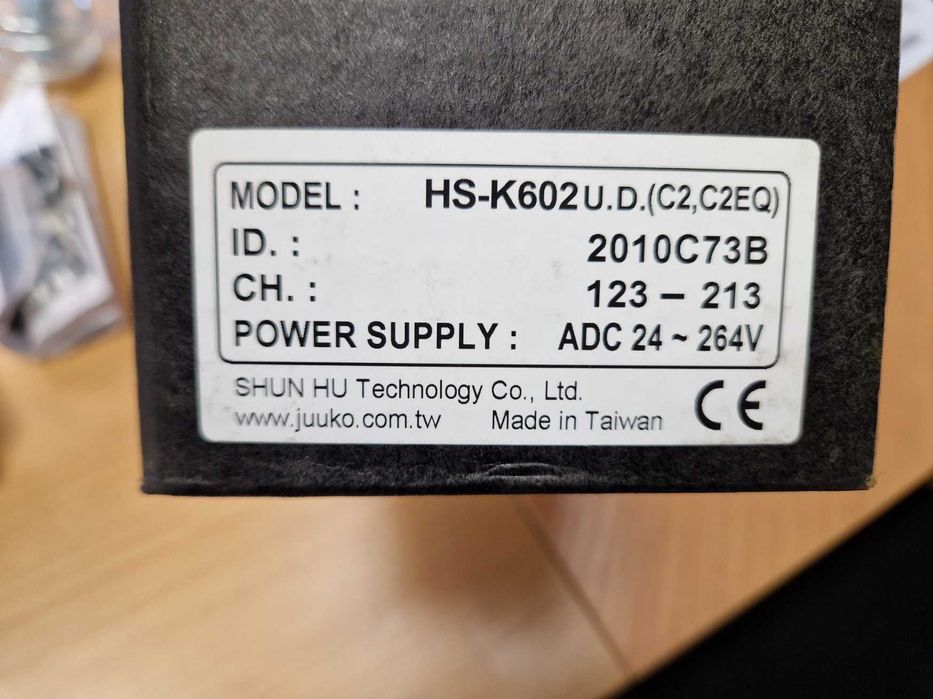 MODEL : HS-K602 U.D.(C2,C2EQ)
ID. : 2010C73B
CH. : 123 – 213
POWER SUPPLY : ADC 24 ~ 264V
SHUN HU Technology Co., Ltd.
www.juuko.com.tw Made in Taiwan CE